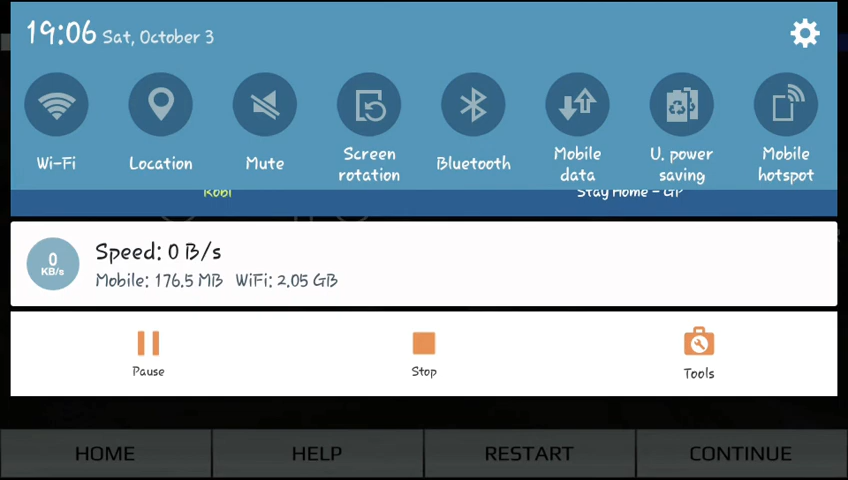 19:06 Sat, October 3
Wi-Fi
Location
Mute
Screen
rotation
Bluetooth
Mobile
data
U. power
saving
Mobile
hotspot
Robi
Stay Home - GP
0
KB/s
Speed: 0 B/s
Mobile: 176.5 MB WiFi: 2.05 GB
Pause
Stop
Tools
HOME
HELP
RESTART
CONTINUE